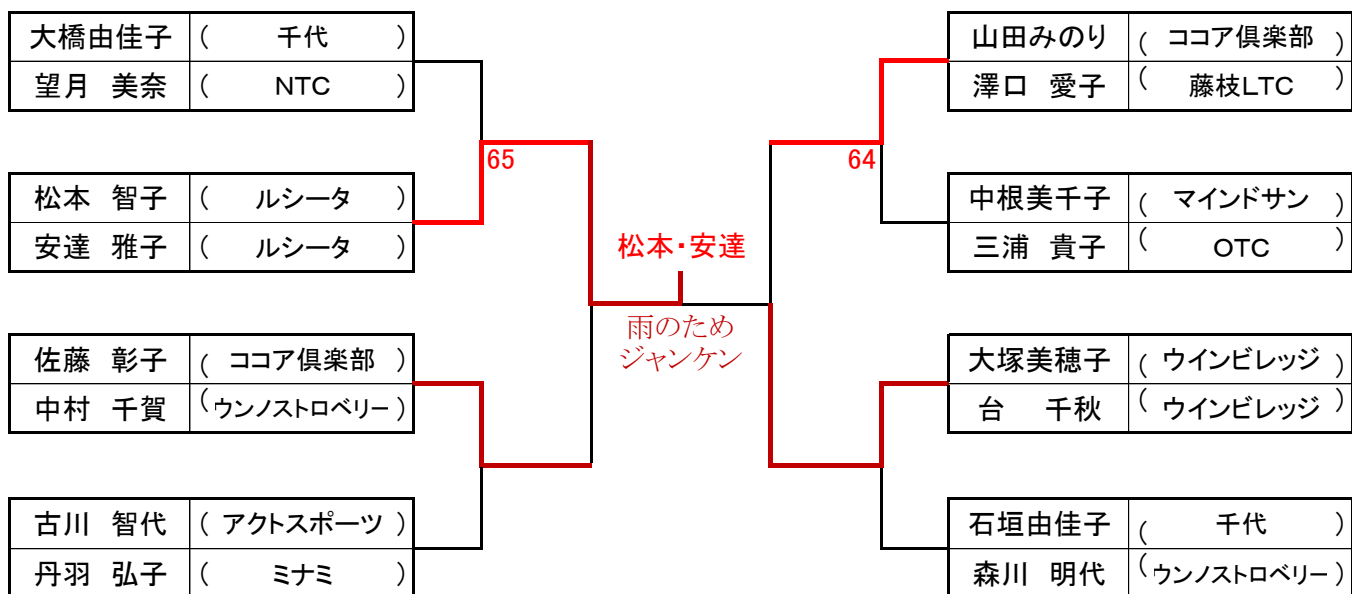 大橋由佳子 ( 千代 )
望月 美奈 ( NTC )
松本 智子 ( ルシータ )
安達 雅子 ( ルシータ )
佐藤 彰子 ( ココア倶楽部 )
中村 千賀 (ウンノストロベリー)
古川 智代 ( アクトスポーツ )
丹羽 弘子 ( ミナミ )
65
松本・安達
雨のため
ジャンケン
64
山田みのり ( ココア倶楽部 )
澤口 愛子 ( 藤枝LTC )
中根美千子 ( マインドサン )
三浦 貴子 ( OTC )
大塚美穂子 ( ウインビレッジ )
台 千秋 ( ウインビレッジ )
石垣由佳子 ( 千代 )
森川 明代 (ウンノストロベリー)